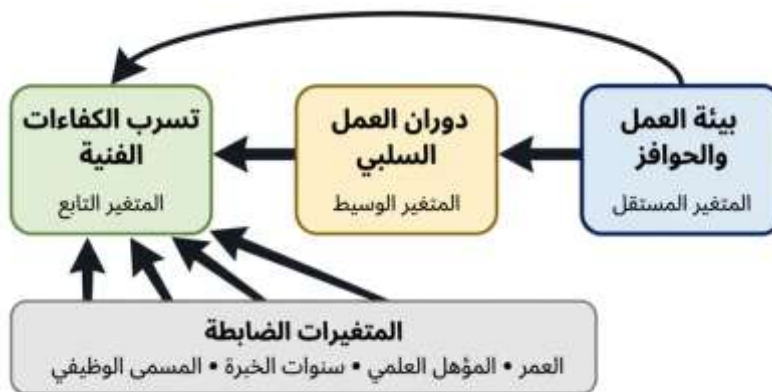 بيئة العمل
والحوافز
المتغير المستقل
دوران العمل
السلبي
المتغير الوسيط
تسرب الكفاءات
الفنية
المتغير التابع
المتغيرات الضابطة
العمر • المؤهل العلمي • سنوات الخبرة • المسمى الوظيفي